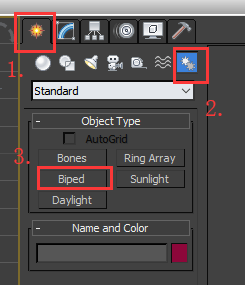 1.
2.
Standard
- Object Type
AutoGrid
3.
Bones Ring Array
Biped Sunlight
Daylight
- Name and Color